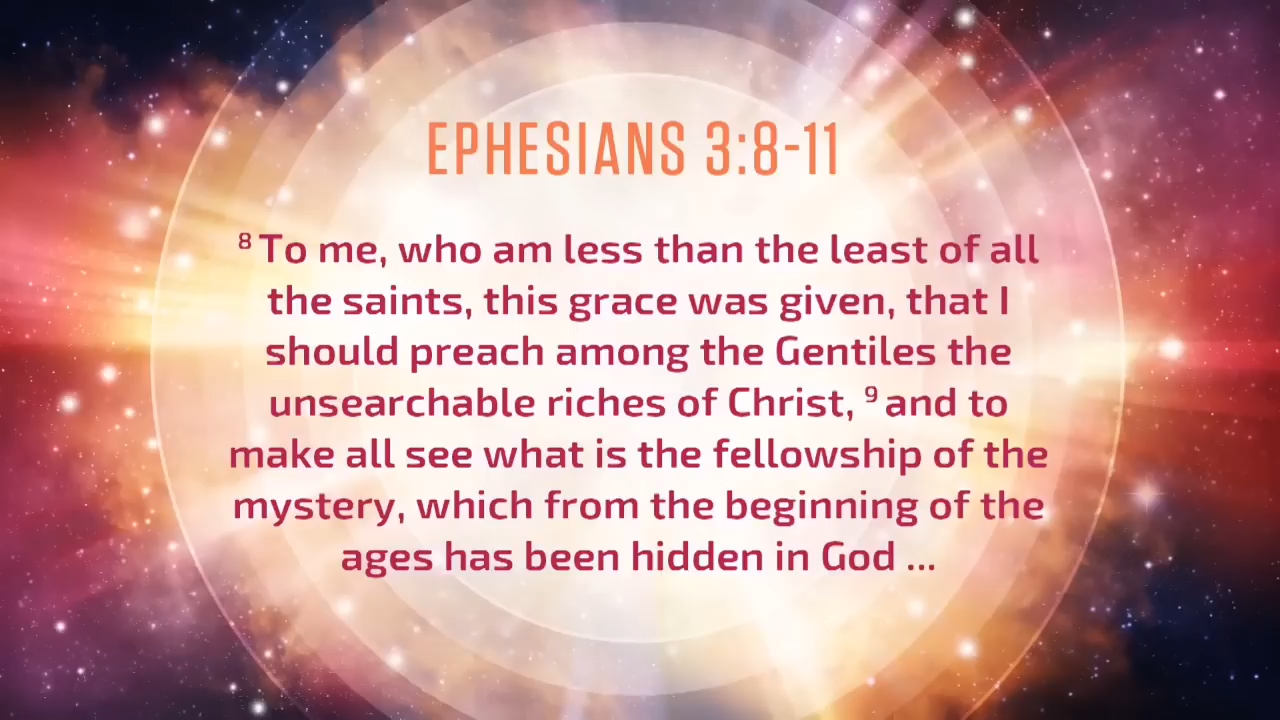 EPHESIANS 3:8-11
⁸ To me, who am less than the least of all
the saints, this grace was given, that I
should preach among the Gentiles the
unsearchable riches of Christ, ⁹ and to
make all see what is the fellowship of the
mystery, which from the beginning of the
ages has been hidden in God ...